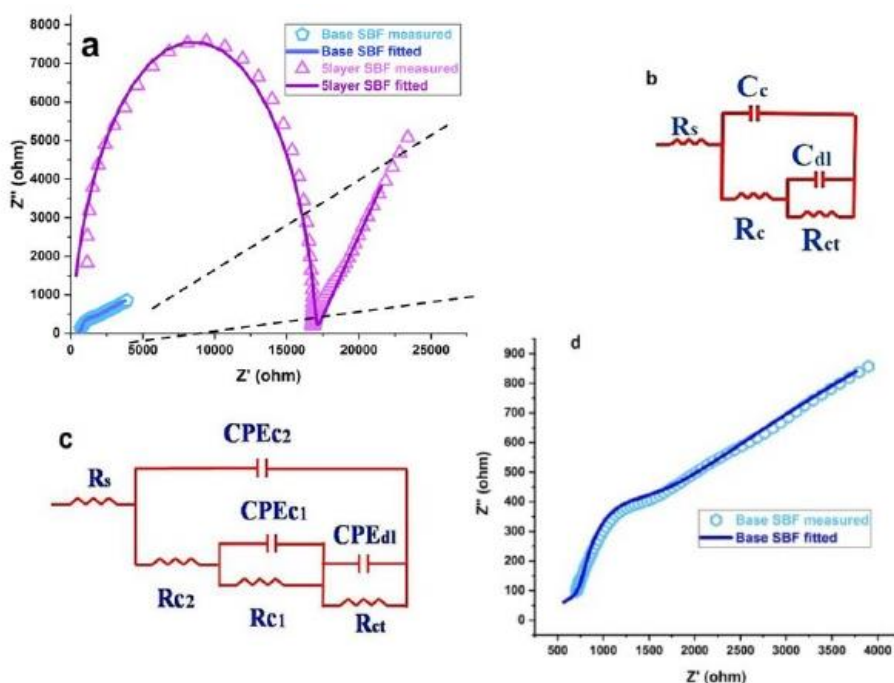 a
Base SBF measured
Base SBF fitted
5layer SBF measured
5layer SBF fitted
8000
7000
6000
5000
4000
3000
2000
1000
0
Z'' (ohm)
0 5000 10000 15000 20000 25000
Z' (ohm)
b
Cc
Rs
Cdl
Rc
Rct
c
CPEc2
Rs
CPEc1
CPEdl
Rc2
Rc1
Rct
d
900
800
700
600
500
400
300
200
100
0
Z'' (ohm)
Base SBF measured
Base SBF fitted
500 1000 1500 2000 2500 3000 3500 4000
Z' (ohm)